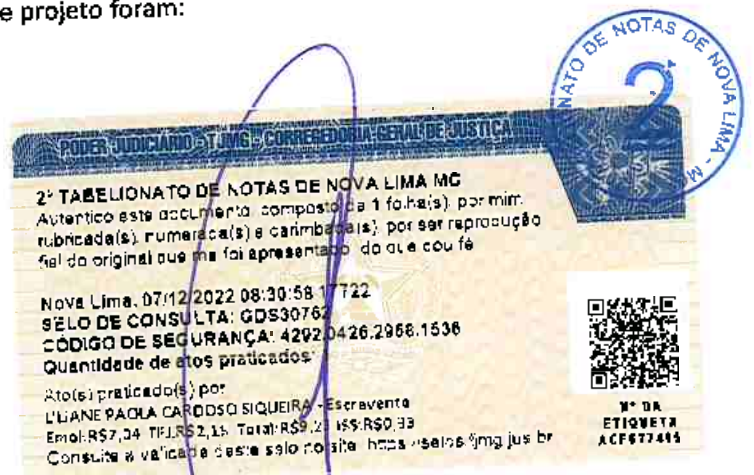 e projeto foram:
NATO DE NOTAS DE NOVA LIMA - M
2º
PODER JUDICIÁRIO - TJMG - CORREGEDORIA-GERAL DE JUSTIÇA
2º TABELIONATO DE NOTAS DE NOVA LIMA MG
Autentico este documento, composto de 1 folha(s), por mim
rubricada(s), numerada(s) e carimbada(s), por ser reprodução
fiel do original que me foi apresentado, do que dou fé
Nova Lima, 07/12/2022 08:30:58 17722
SELO DE CONSULTA: GDS30762
CÓDIGO DE SEGURANÇA: 4292.0426.2958.1536
Quantidade de atos praticados:
Ato(s) praticado(s) por
PAOLA CARDOSO SIQUEIRA - Escrevente
Emol:R$7,04 TFJ:R$2,15 Total:R$9,2 ISS:R$0,33
Consulte a validade deste selo no site https://selos.tjmg.jus.br
Nº DA
ETIQUETA